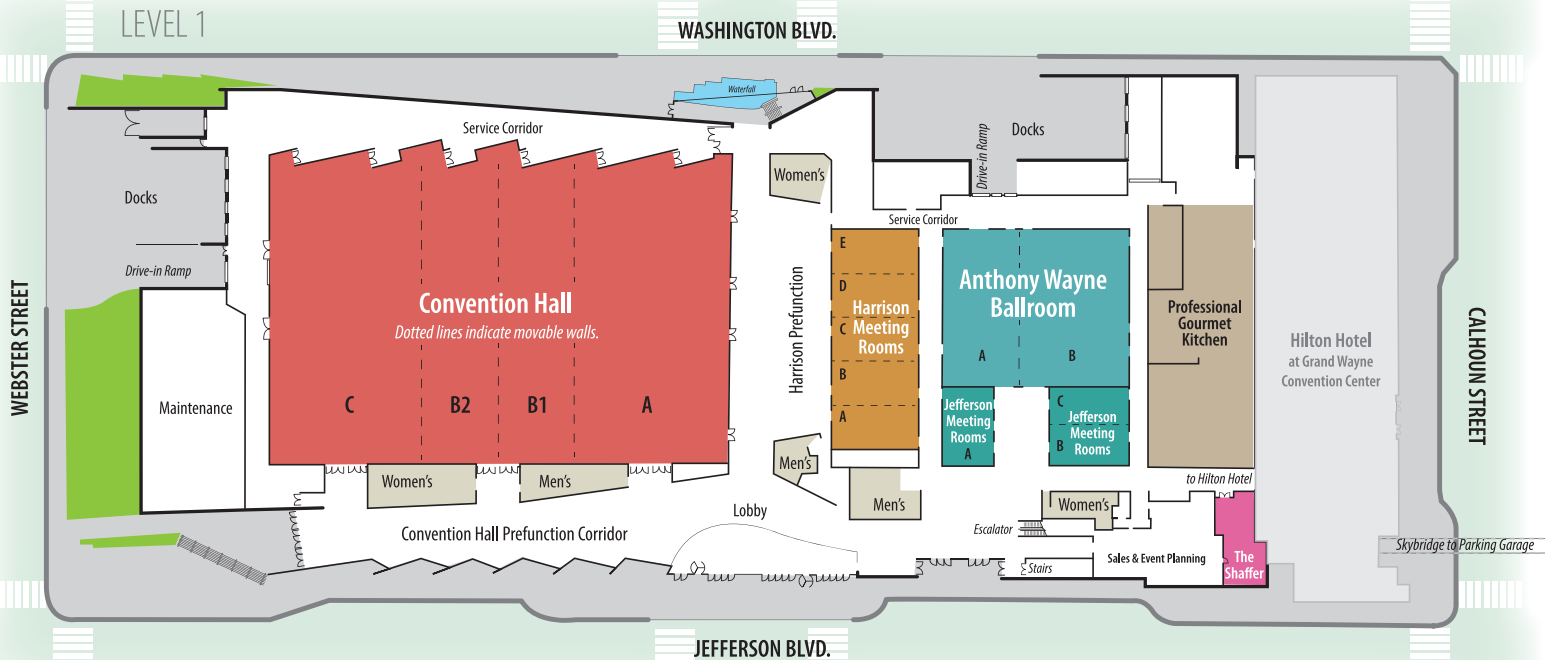 LEVEL 1
WASHINGTON BLVD.
Waterfall
Service Corridor
Docks
Drive-in Ramp
Women's
Docks
Service Corridor
Drive-in Ramp
WEBSTER STREET
Maintenance
Convention Hall
Dotted lines indicate movable walls.
C
B2
B1
A
Harrison Prefunction
E
D
C
B
A
Harrison
Meeting
Rooms
Anthony Wayne
Ballroom
A
B
Jefferson
Meeting
Rooms
A
C
B
Jefferson
Meeting
Rooms
Professional
Gourmet
Kitchen
Hilton Hotel
at Grand Wayne
Convention Center
CALHOUN STREET
Women's
Men's
Men's
Men's
Women's
to Hilton Hotel
Lobby
Convention Hall Prefunction Corridor
Escalator
Stairs
Sales & Event Planning
The
Shaffer
Skybridge to Parking Garage
JEFFERSON BLVD.